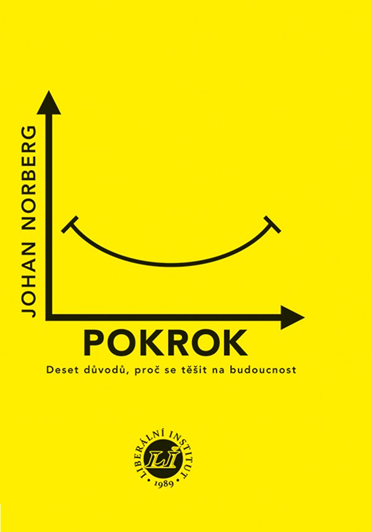 JOHAN NORBERG
POKROK
Deset důvodů, proč se těšit na budoucnost
LIBERÁLNÍ INSTITUT
LI
1989